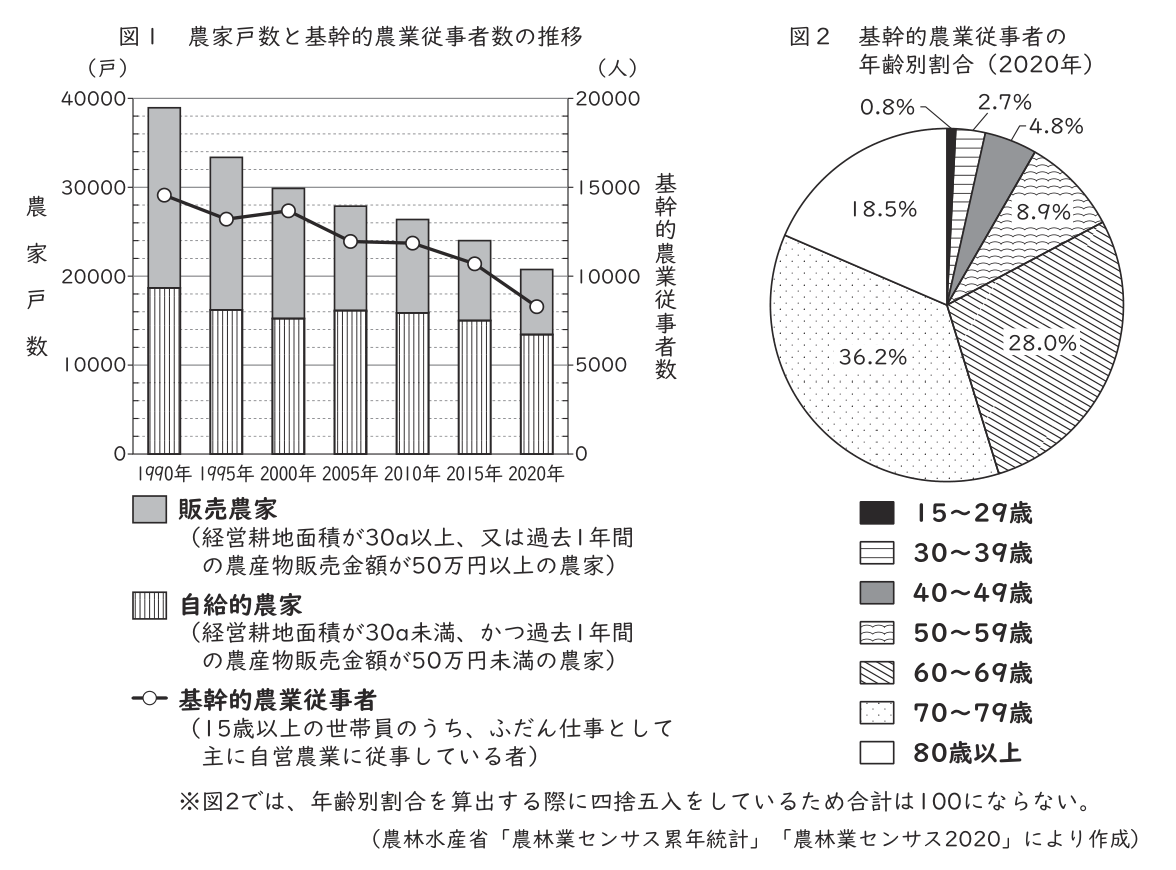 図1　農家戸数と基幹的農業従事者数の推移
（戸）
（人）
40000
30000
20000
10000
0
20000
15000
10000
5000
0
農家戸数
基幹的農業従事者数
1990年 1995年 2000年 2005年 2010年 2015年 2020年
販売農家
（経営耕地面積が30a以上、又は過去1年間
の農産物販売金額が50万円以上の農家）
自給的農家
（経営耕地面積が30a未満、かつ過去1年間
の農産物販売金額が50万円未満の農家）
基幹的農業従事者
（15歳以上の世帯員のうち、ふだん仕事として
主に自営農業に従事している者）
図2　基幹的農業従事者の
年齢別割合（2020年）
0.8%
2.7%
4.8%
8.9%
28.0%
36.2%
18.5%
15～29歳
30～39歳
40～49歳
50～59歳
60～69歳
70～79歳
80歳以上
※図2では、年齢別割合を算出する際に四捨五入をしているため合計は100にならない。
（農林水産省「農林業センサス累年統計」「農林業センサス2020」により作成）